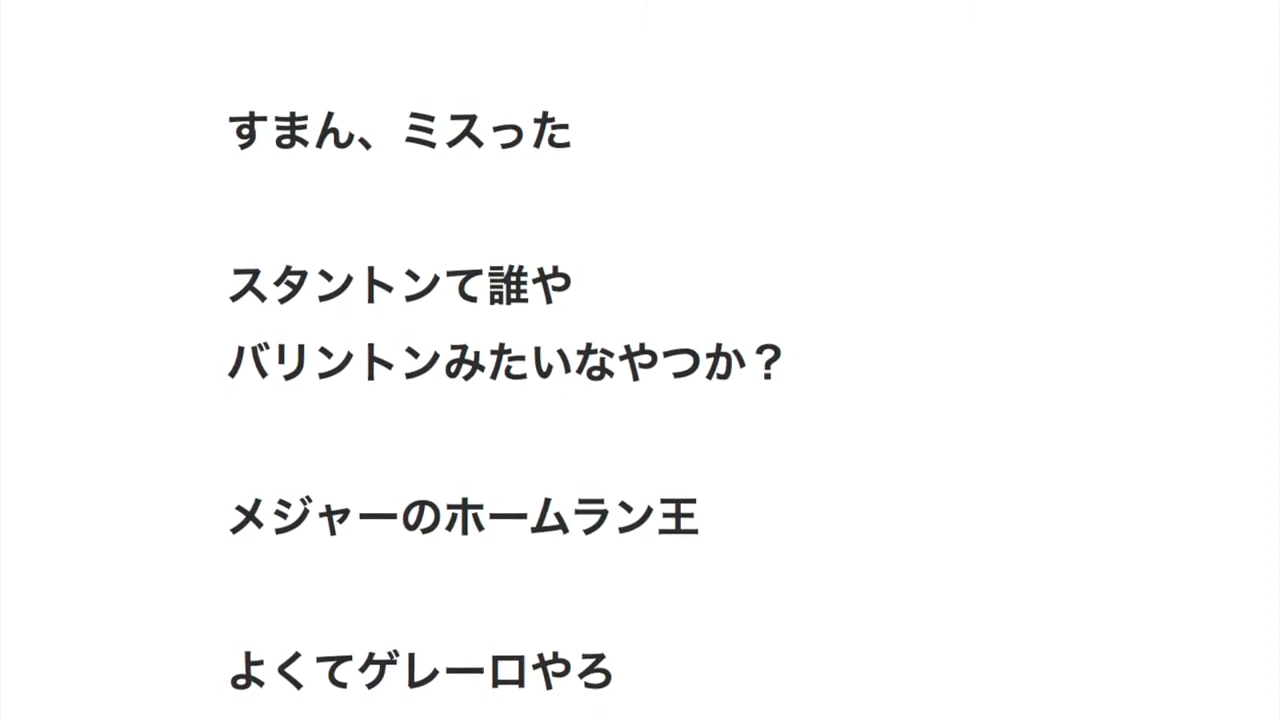 すまん、ミスった
スタントンて誰や
バリントンみたいなやつか？
メジャーのホームラン王
よくてゲレーロやろ